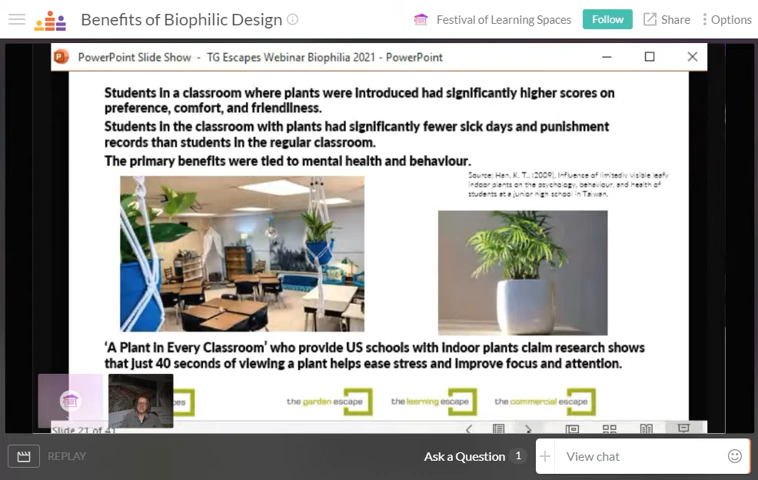 Benefits of Biophilic Design
Festival of Learning Spaces
Follow
Share
Options
PowerPoint Slide Show - TG Escapes Webinar Biophilia 2021 - PowerPoint
Students in a classroom where plants were introduced had significantly higher scores on
preference, comfort, and friendliness.
Students in the classroom with plants had significantly fewer sick days and punishment
records than students in the regular classroom.
The primary benefits were tied to mental health and behaviour.
Source: Han, K. T., (2009), Influence of limitedly visible leafy
indoor plants on the psychology, behaviour, and health of
students at a junior high school in Taiwan.
'A Plant in Every Classroom' who provide US schools with indoor plants claim research shows
that just 40 seconds of viewing a plant helps ease stress and improve focus and attention.
the garden escape
the learning escape
the commercial escape
Slide 21 of 41
REPLAY
Ask a Question 1
View chat